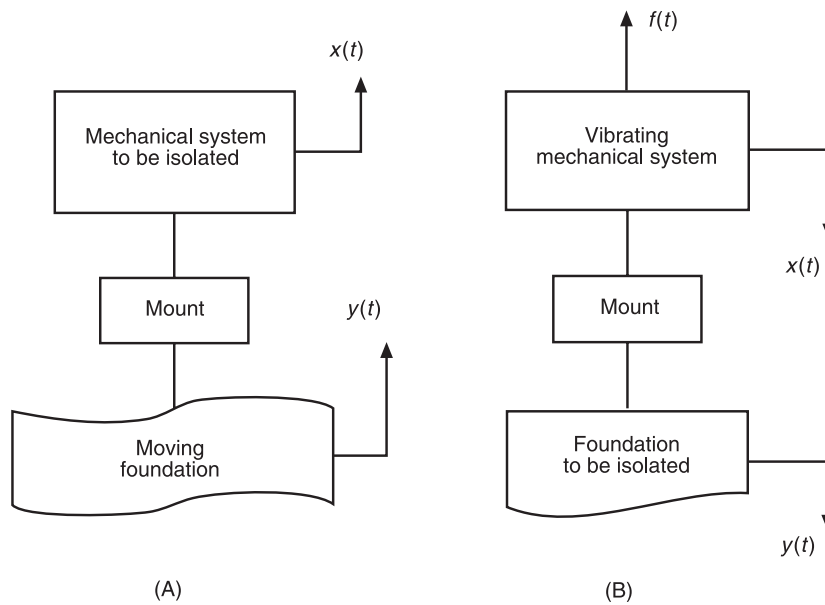 x(t)
Mechanical system
to be isolated
Mount
y(t)
Moving
foundation
(A)
f(t)
Vibrating
mechanical system
x(t)
Mount
Foundation
to be isolated
y(t)
(B)